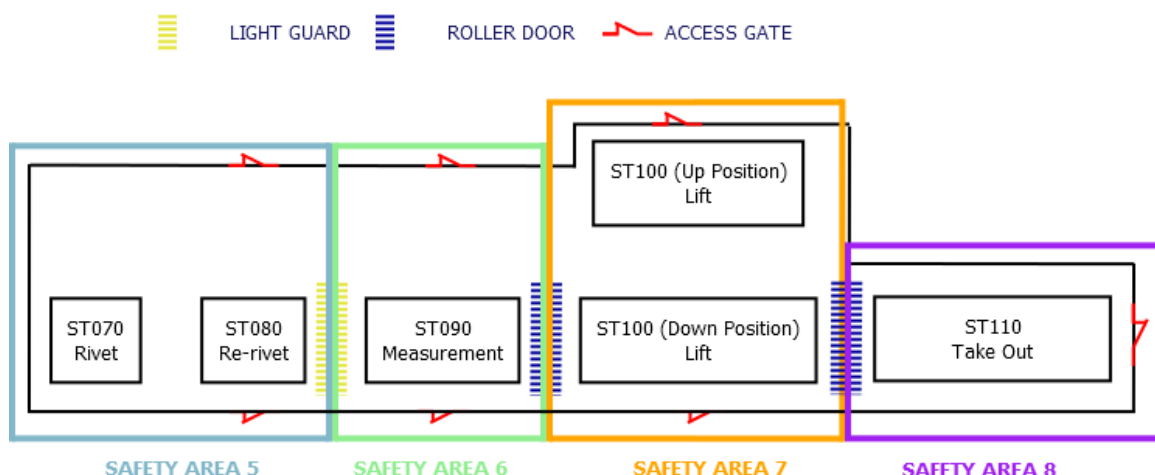 LIGHT GUARD
ROLLER DOOR
ACCESS GATE
ST100 (Up Position)
Lift
ST070
Rivet
ST080
Re-rivet
ST090
Measurement
ST100 (Down Position)
Lift
ST110
Take Out
SAFETY AREA 5
SAFETY AREA 6
SAFETY AREA 7
SAFETY AREA 8